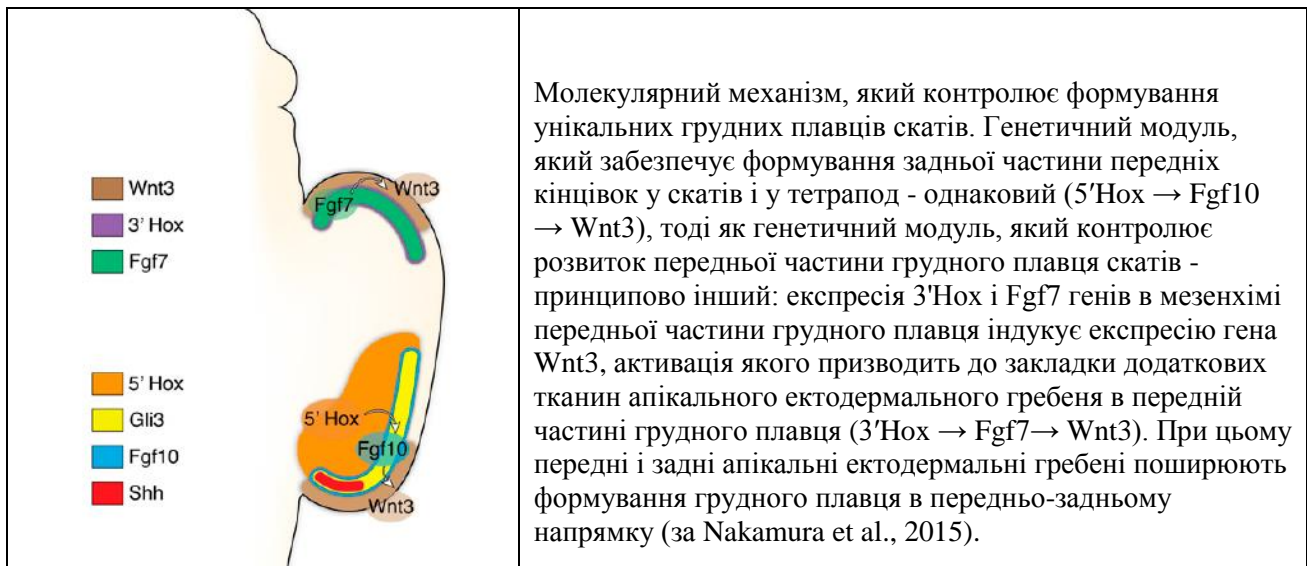 Wnt3
3' Hox
Fgf7
5’ Hox
Gli3
Fgf10
Shh
Wnt3
Fgf7
5’ Hox
Fgf10
Wnt3
Молекулярний механізм, який контролює формування
унікальних грудних плавців скатів. Генетичний модуль,
який забезпечує формування задньої частини передніх
кінцівок у скатів і у тетрапод - однаковий (5′Hox → Fgf10
→ Wnt3), тоді як генетичний модуль, який контролює
розвиток передньої частини грудного плавця скатів -
принципово інший: експресія 3'Hox і Fgf7 генів в мезенхімі
передньої частини грудного плавця індукує експресію гена
Wnt3, активація якого призводить до закладки додаткових
тканин апікального ектодермального гребеня в передній
частині грудного плавця (3′Hox → Fgf7→ Wnt3). При цьому
передні і задні апікальні ектодермальні гребені поширюють
формування грудного плавця в передньо-задньому
напрямку (за Nakamura et al., 2015).